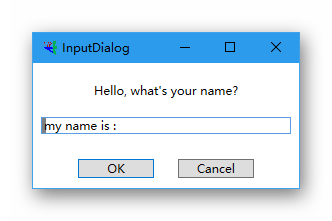 InputDialog
Hello, what's your name?
my name is :
OK
Cancel